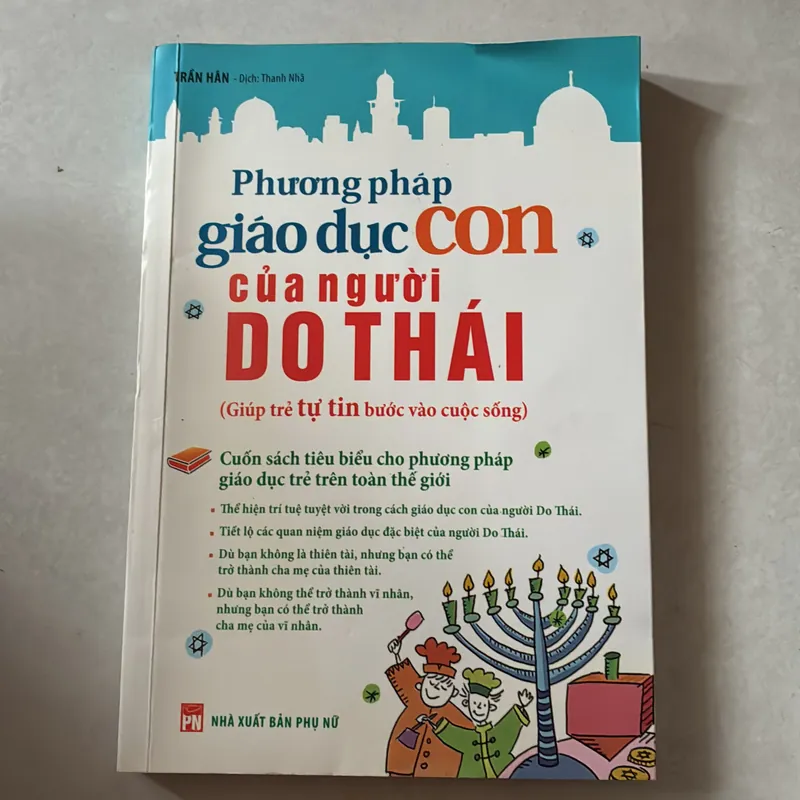 TRẦN HÂN - Dịch: Thanh Nhã
Phương pháp
giáo dục con
của người
DO THÁI
(Giúp trẻ tự tin bước vào cuộc sống)
Cuốn sách tiêu biểu cho phương pháp
giáo dục trẻ trên toàn thế giới
• Thể hiện trí tuệ tuyệt vời trong cách giáo dục con của người Do Thái.
• Tiết lộ các quan niệm giáo dục đặc biệt của người Do Thái.
• Dù bạn không là thiên tài, nhưng bạn có thể
trở thành cha mẹ của thiên tài.
• Dù bạn không thể trở thành vĩ nhân,
nhưng bạn có thể trở thành
cha mẹ của vĩ nhân.
PN NHÀ XUẤT BẢN PHỤ NỮ